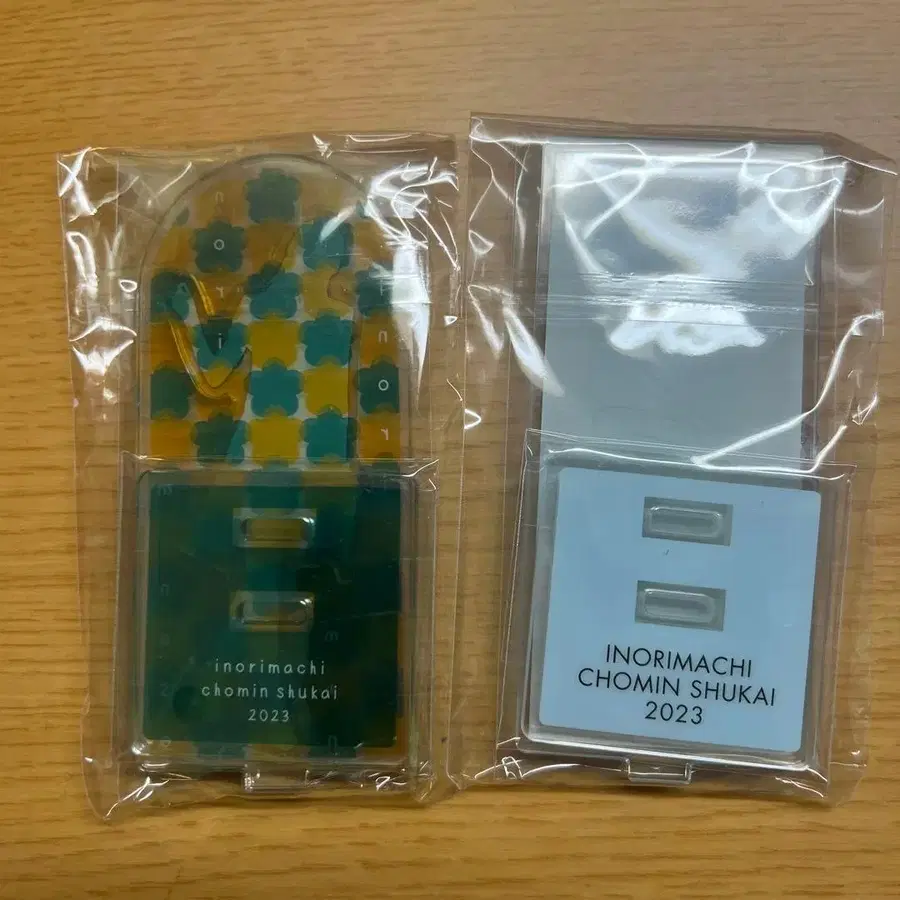 n
o
r
i
n
o
r
inorimachi
chomin shukai
2023
INORIMACHI
CHOMIN SHUKAI
2023